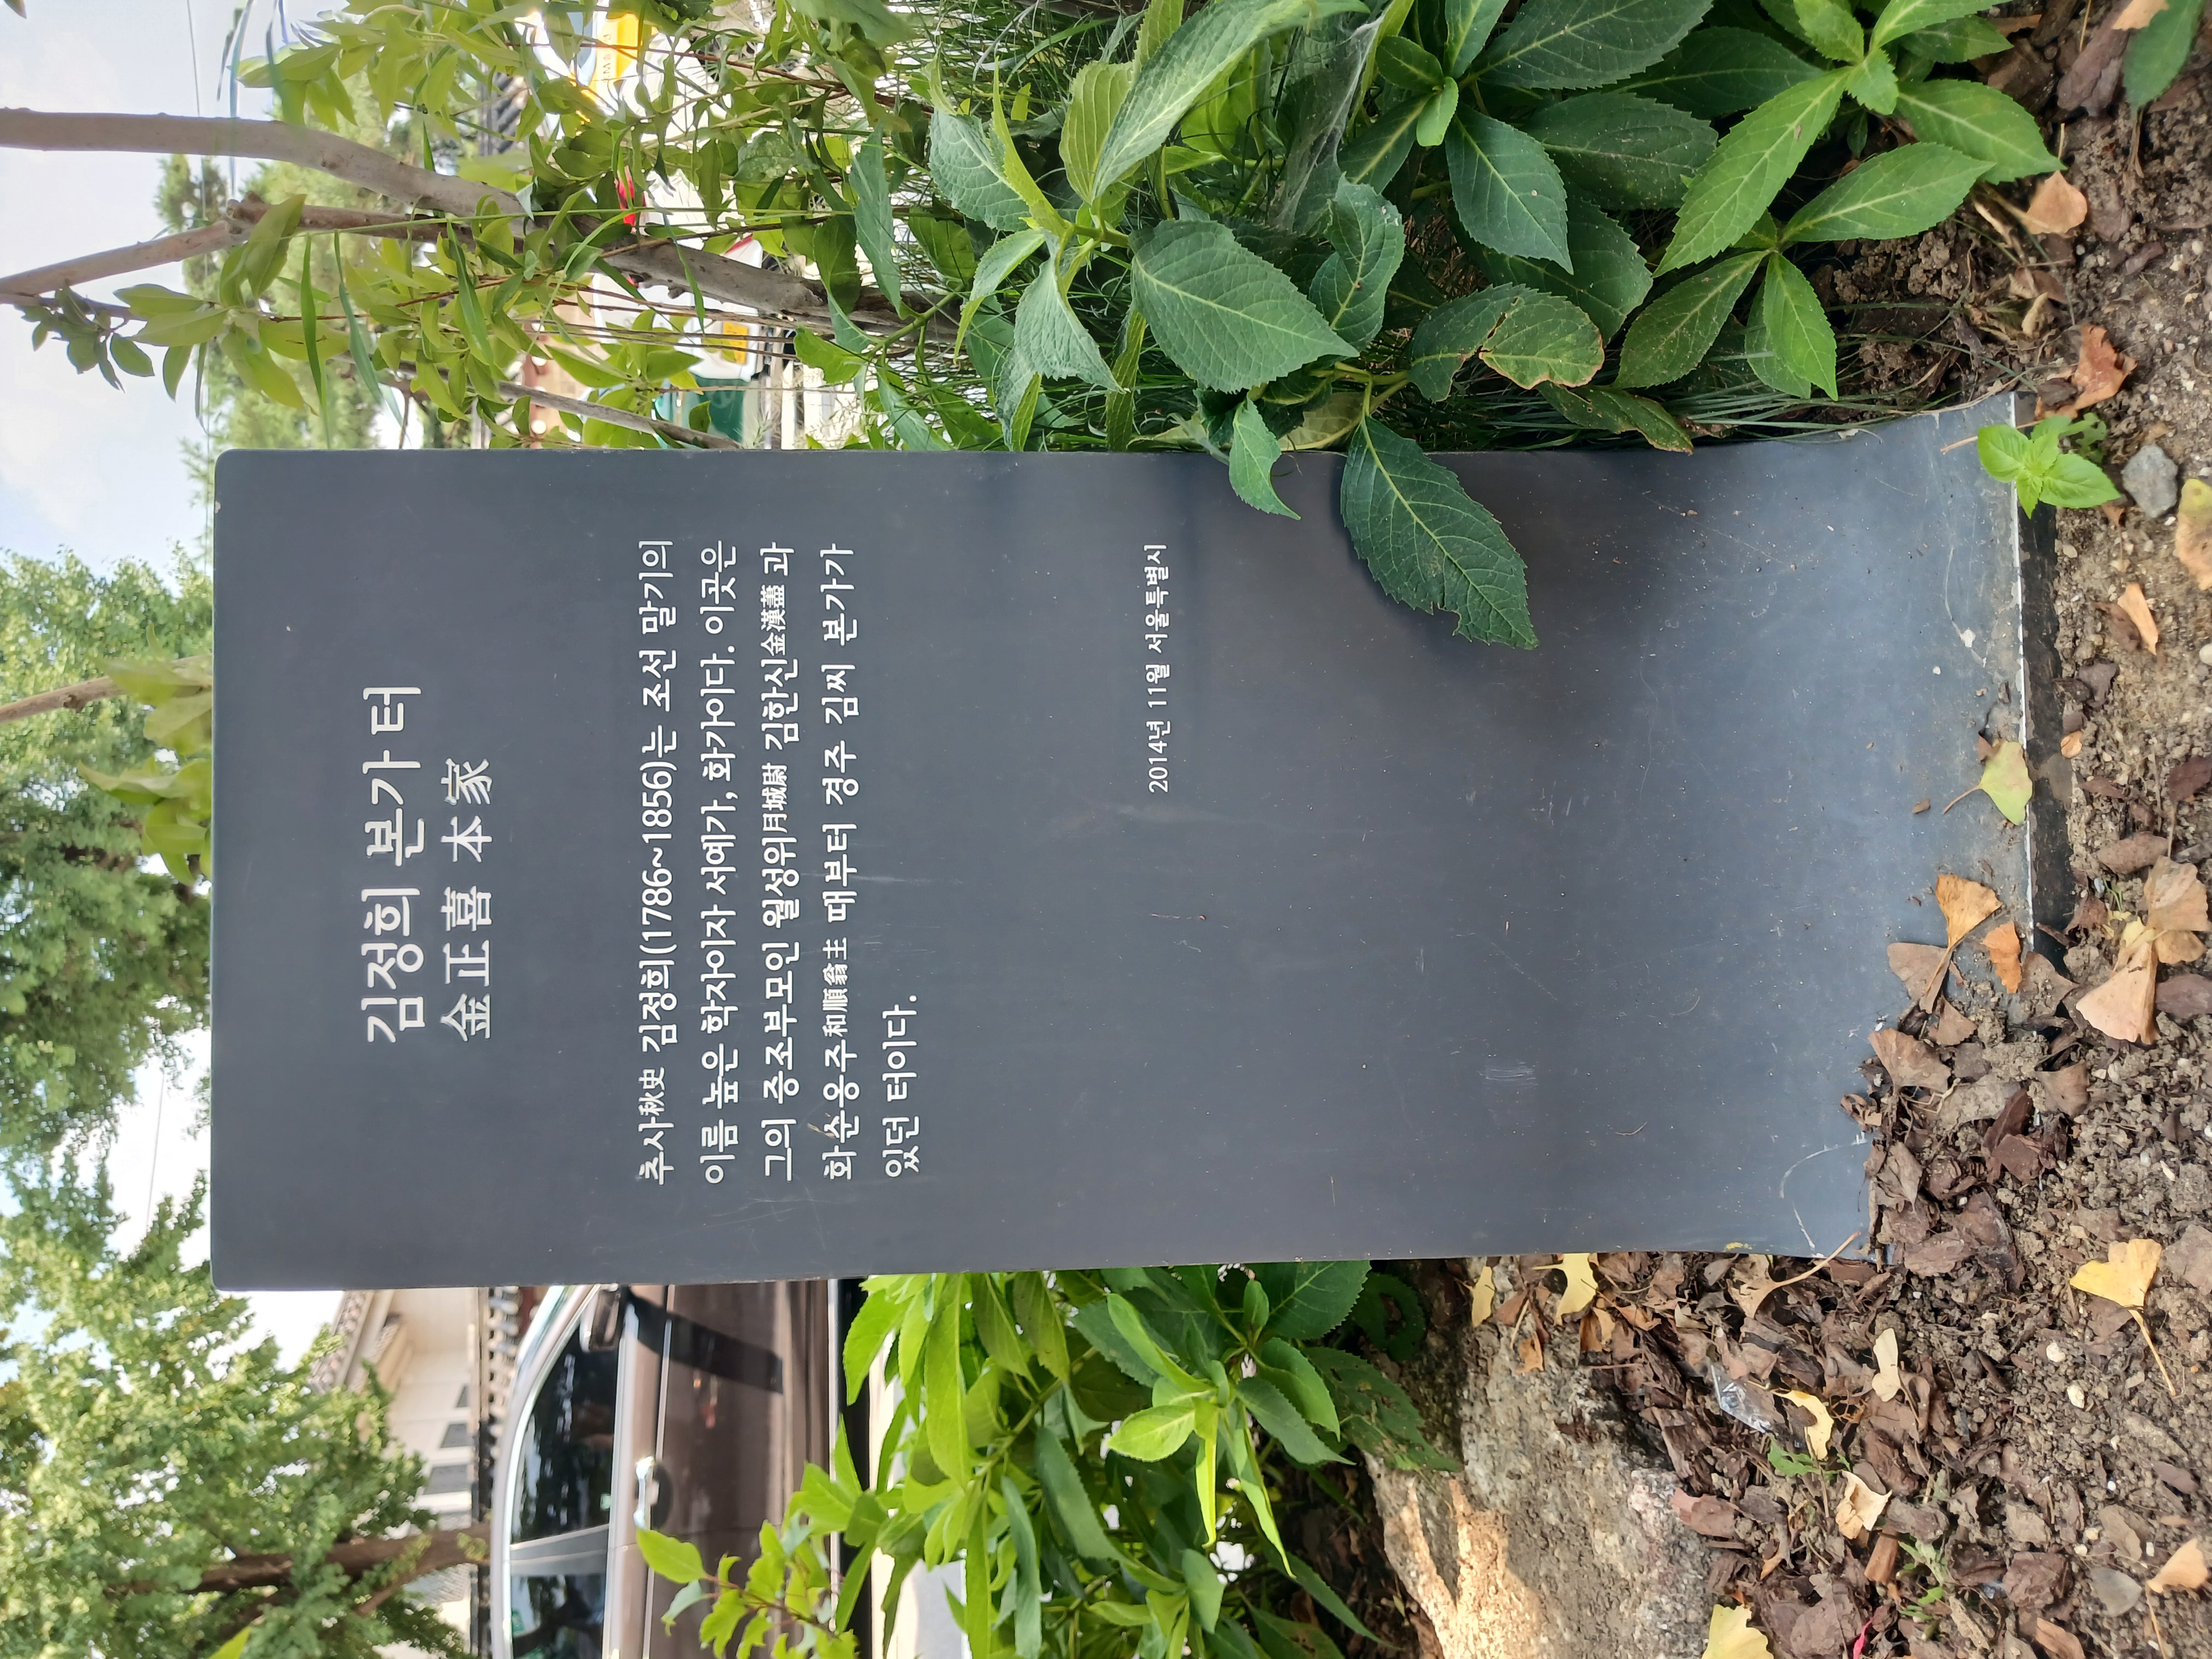 김정희 본가 터
金正喜 本家
추사秋史 김정희(1786~1856)는 조선 말기의
이름 높은 학자이자 서예가, 화가이다. 이곳은
그의 증조부모인 월성위月城尉 김한신金漢藎과
화순옹주和順翁主 때부터 경주 김씨 본가가
있던 터이다.
2014년 11월 서울특별시